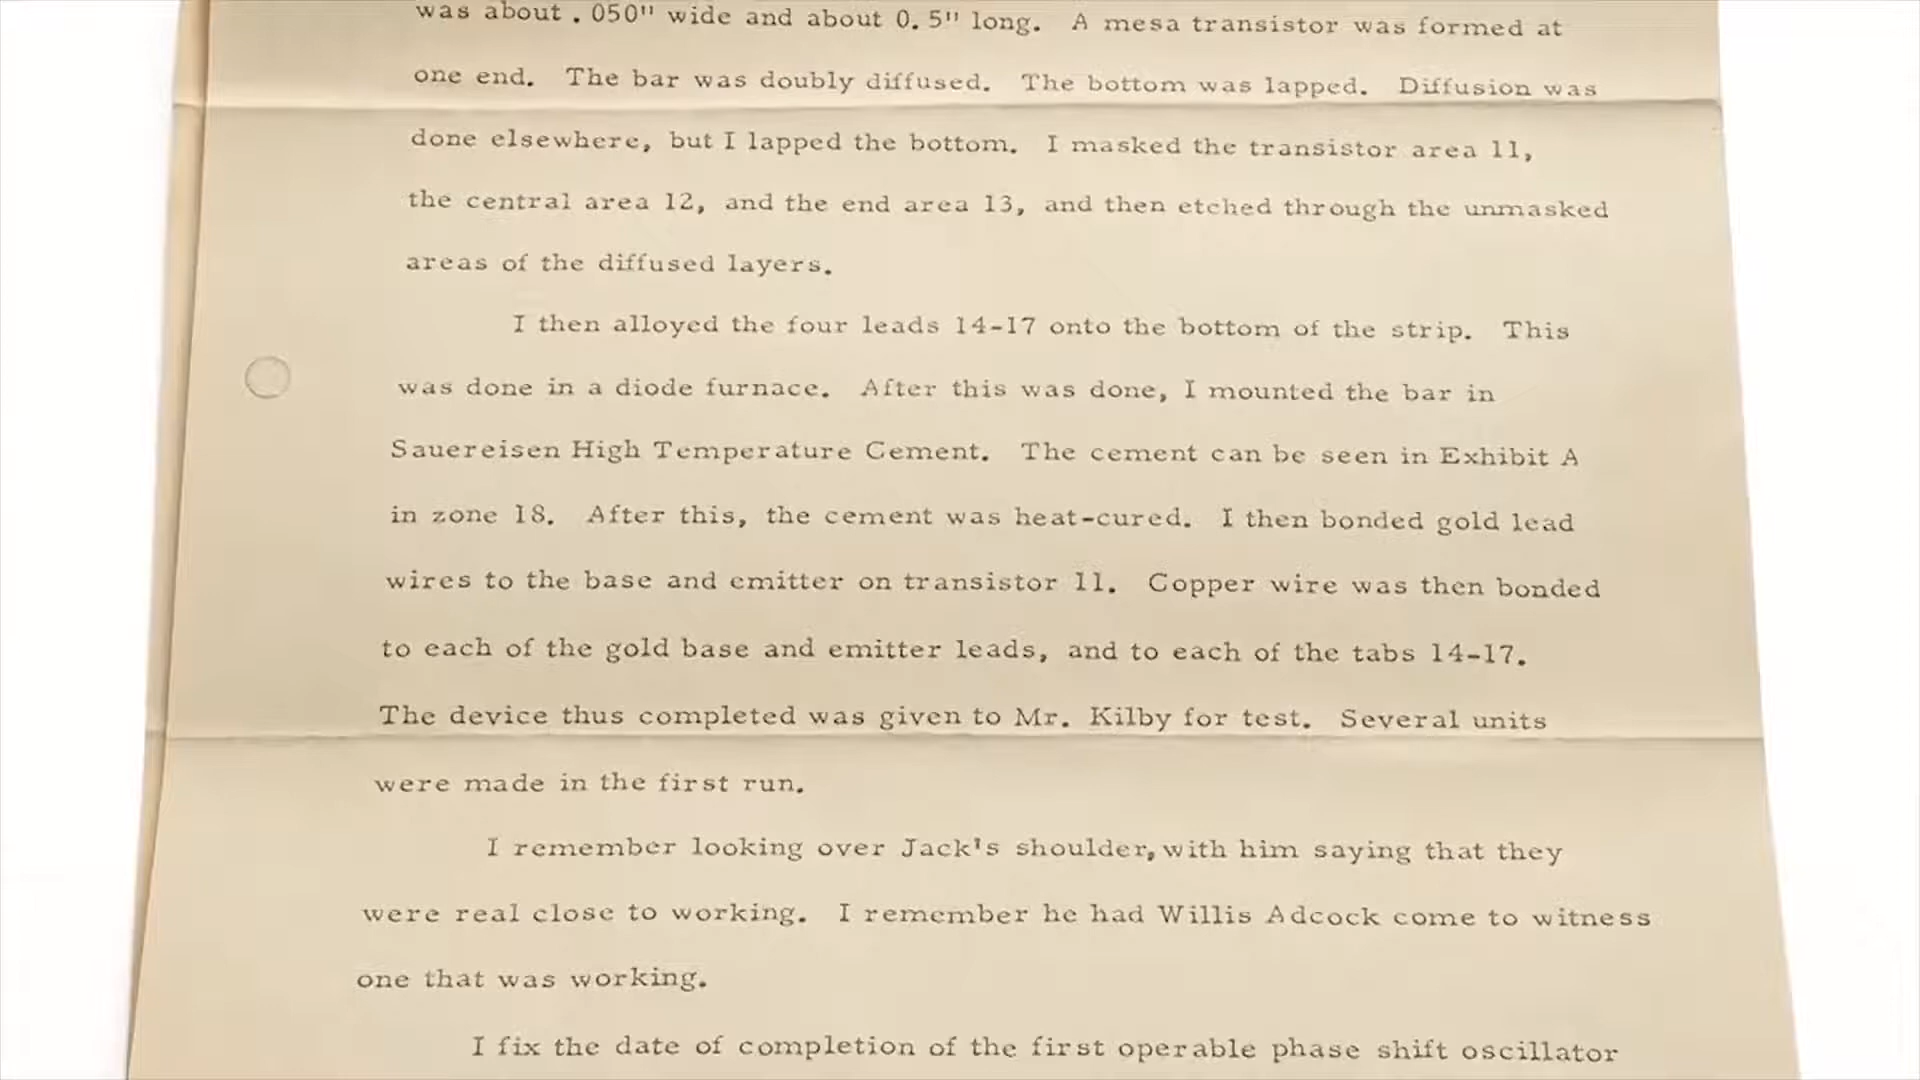 was about .050" wide and about 0.5" long. A mesa transistor was formed at
one end. The bar was doubly diffused. The bottom was lapped. Diffusion was
done elsewhere, but I lapped the bottom. I masked the transistor area 11,
the central area 12, and the end area 13, and then etched through the unmasked
areas of the diffused layers.
I then alloyed the four leads 14-17 onto the bottom of the strip. This
was done in a diode furnace. After this was done, I mounted the bar in
Sauereisen High Temperature Cement. The cement can be seen in Exhibit A
in zone 18. After this, the cement was heat-cured. I then bonded gold lead
wires to the base and emitter on transistor 11. Copper wire was then bonded
to each of the gold base and emitter leads, and to each of the tabs 14-17.
The device thus completed was given to Mr. Kilby for test. Several units
were made in the first run.
I remember looking over Jack's shoulder, with him saying that they
were real close to working. I remember he had Willis Adcock come to witness
one that was working.
I fix the date of completion of the first operable phase shift oscillator